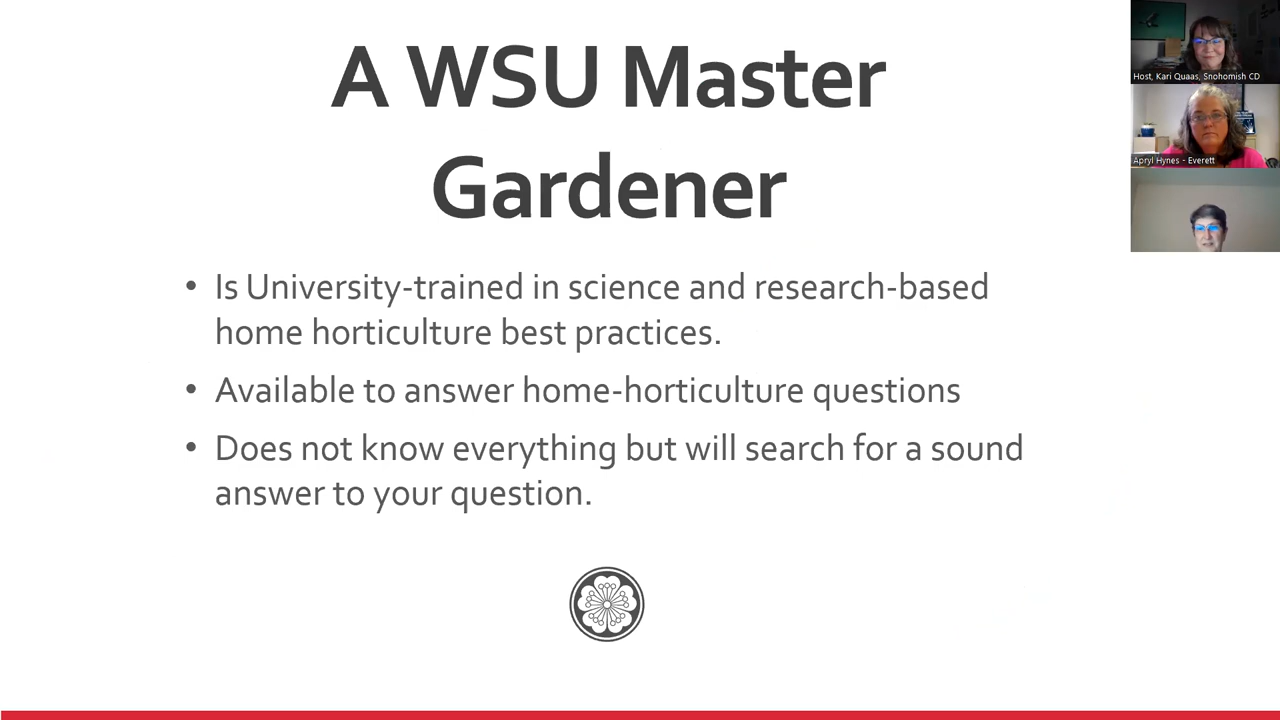 A WSU Master
Gardener
• Is University-trained in science and research-based
home horticulture best practices.
• Available to answer home-horticulture questions
• Does not know everything but will search for a sound
answer to your question.
Host, Kari Quaas, Snohomish CD
Apryl Hynes - Everett